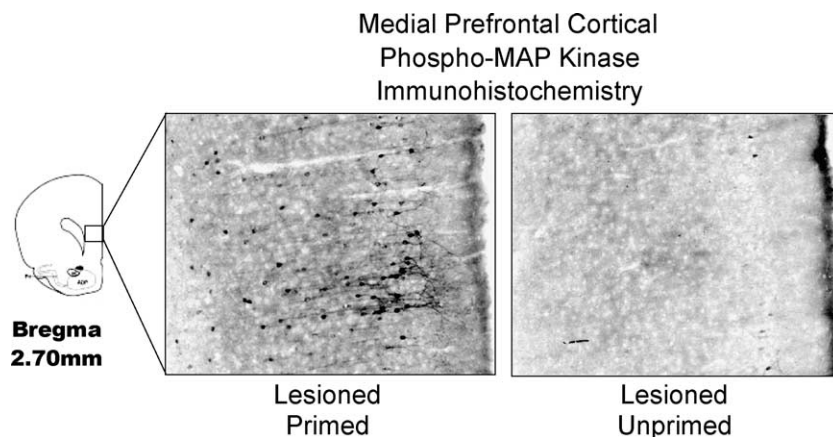 Medial Prefrontal Cortical
Phospho-MAP Kinase
Immunohistochemistry
Bregma
2.70mm
Lesioned
Primed
Lesioned
Unprimed